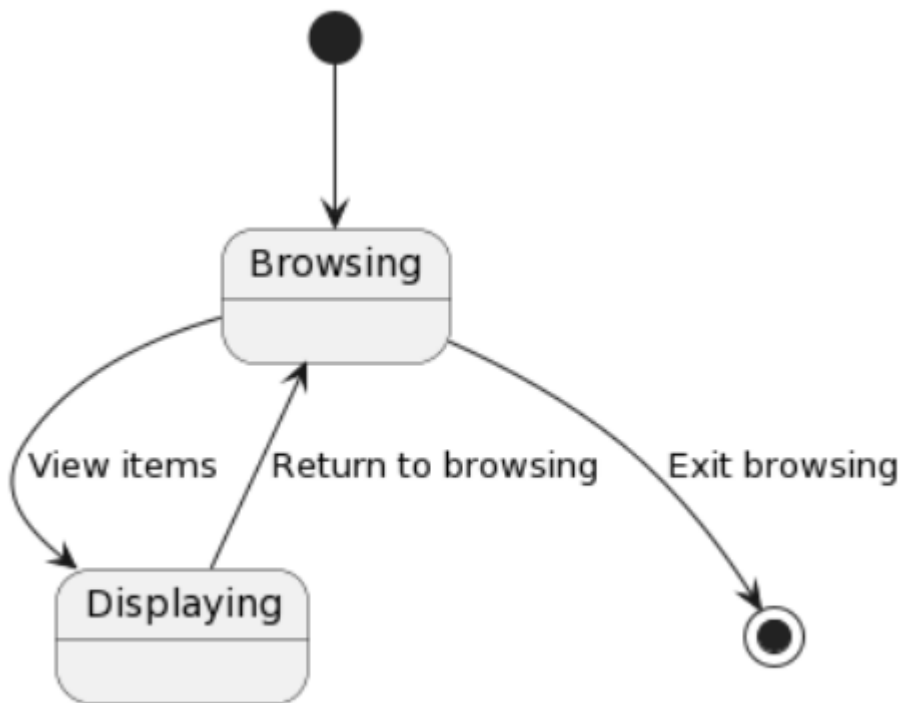 Browsing
View items
Return to browsing
Exit browsing
Displaying